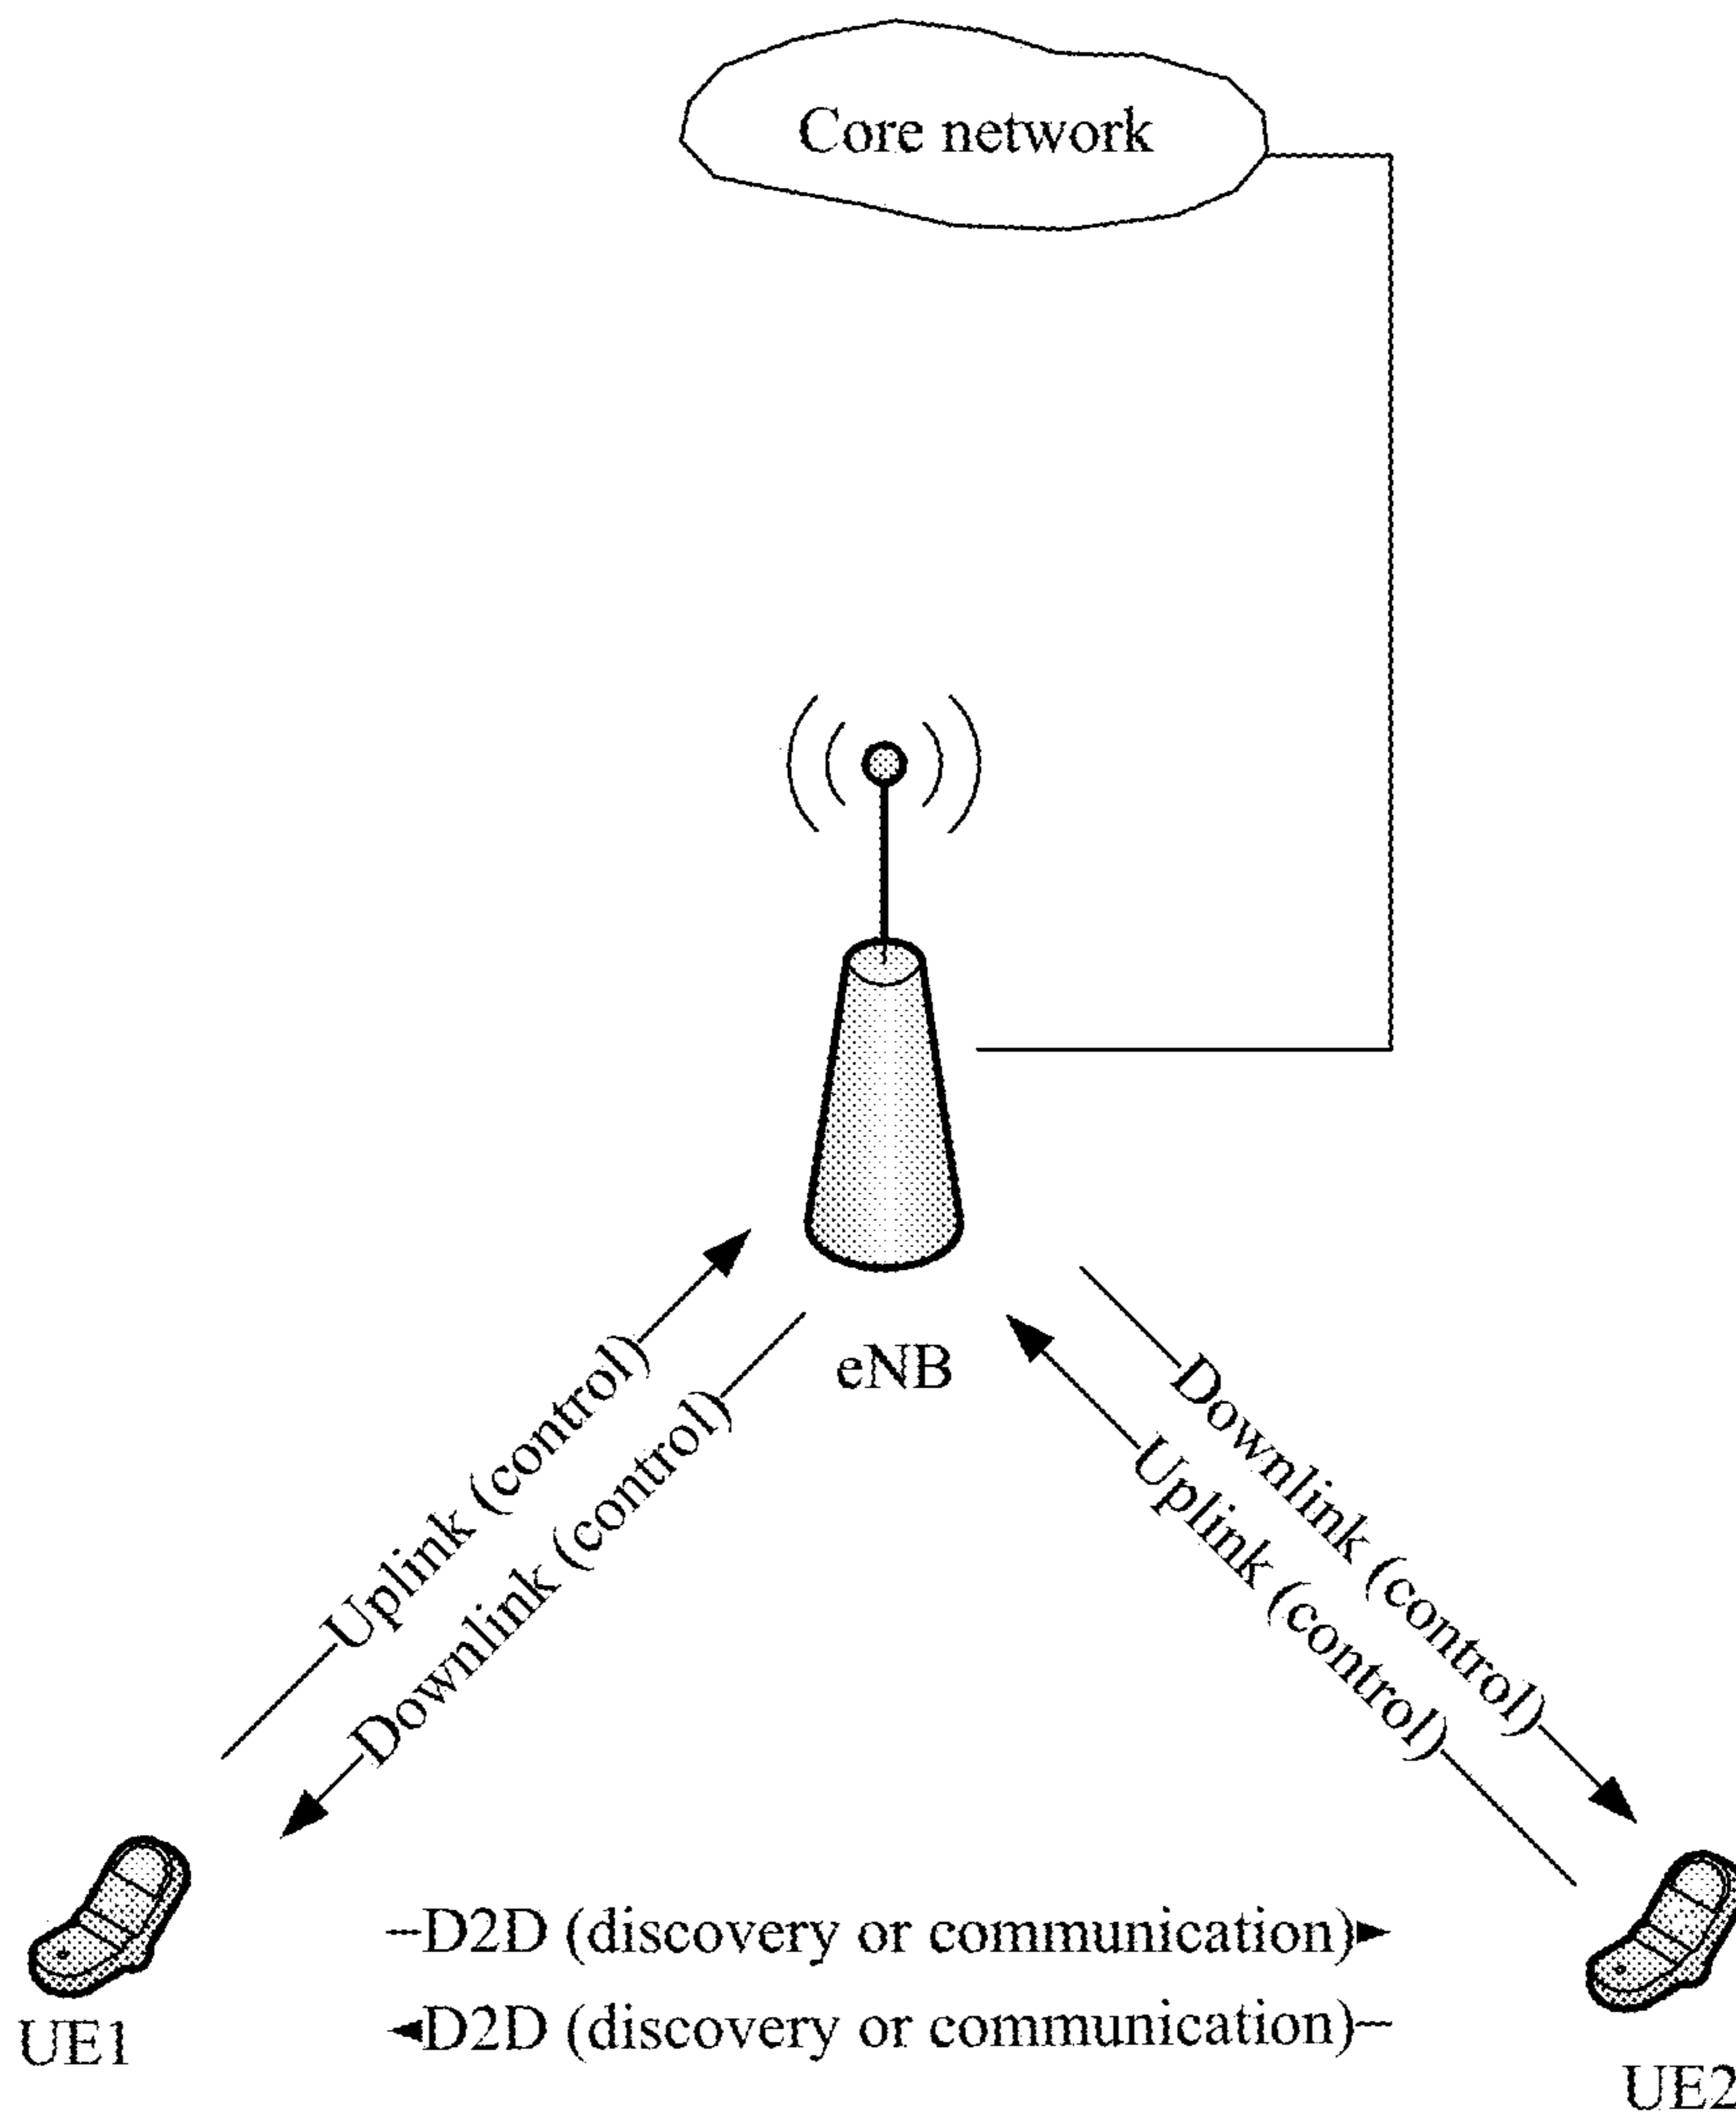 Core network
eNB
Uplink (control)
Downlink (control)
Downlink (control)
Uplink (control)
D2D (discovery or communication)
D2D (discovery or communication)
UE1
UE2